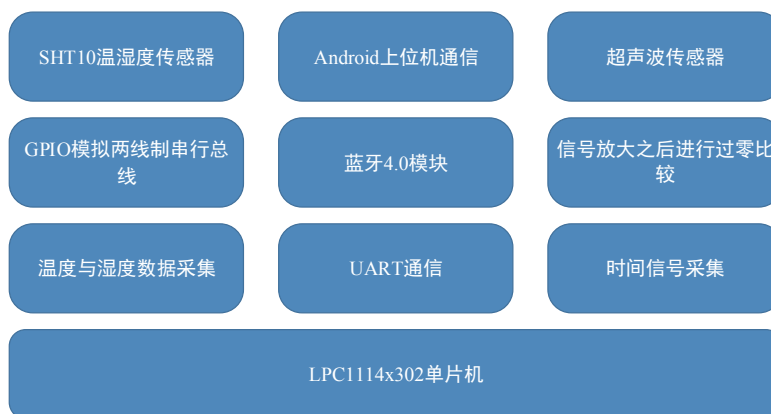 SHT10温湿度传感器
Android上位机通信
超声波传感器
GPIO模拟两线制串行总
线
蓝牙4.0模块
信号放大之后进行过零比
较
温度与湿度数据采集
UART通信
时间信号采集
LPC1114x302单片机